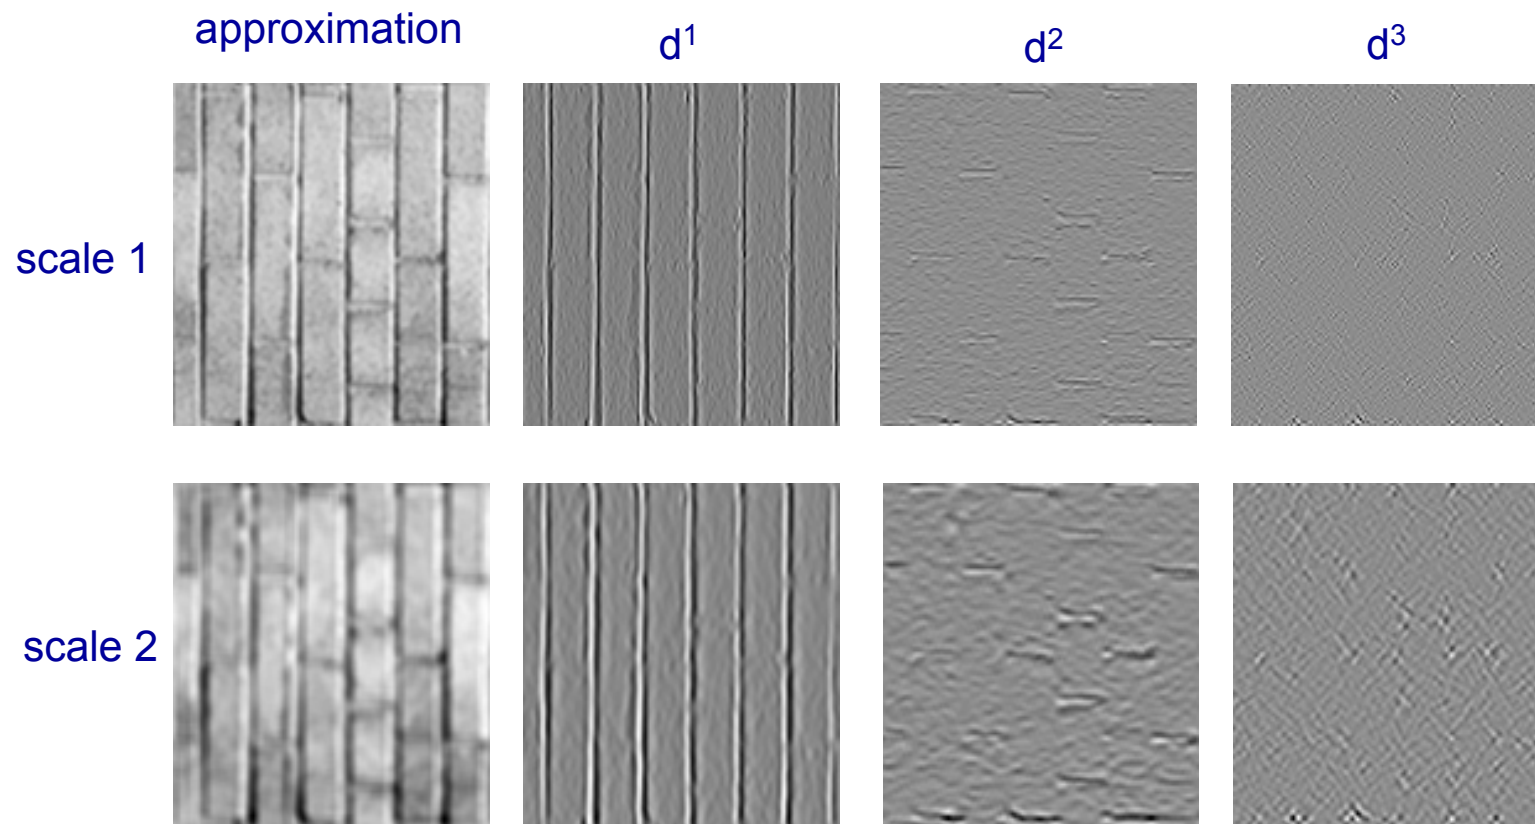 approximation
d¹
d²
d³
scale 1
scale 2